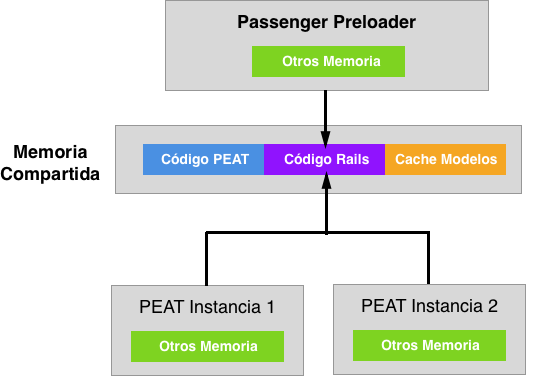 Passenger Preloader
Otros Memoria
Memoria
Compartida
Código PEAT
Código Rails
Cache Modelos
PEAT Instancia 1
Otros Memoria
PEAT Instancia 2
Otros Memoria